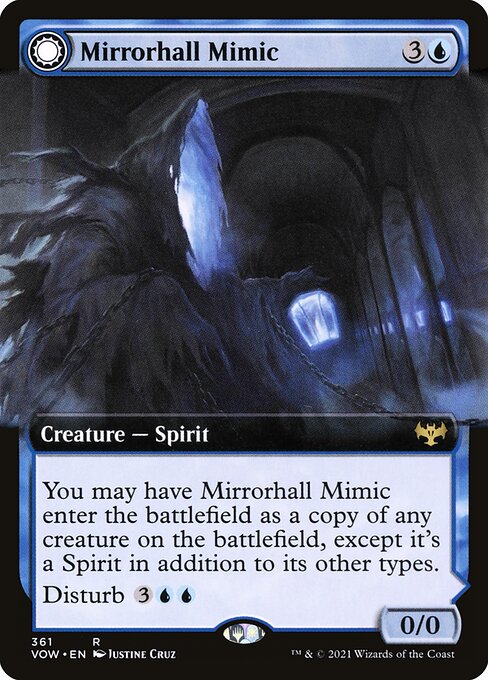 Mirrorhall Mimic 3
Creature — Spirit
You may have Mirrorhall Mimic
enter the battlefield as a copy of any
creature on the battlefield, except it's
a Spirit in addition to its other types.
Disturb 3
0/0
361 R
VOW • EN Justine Cruz ™ & © 2021 Wizards of the Coast